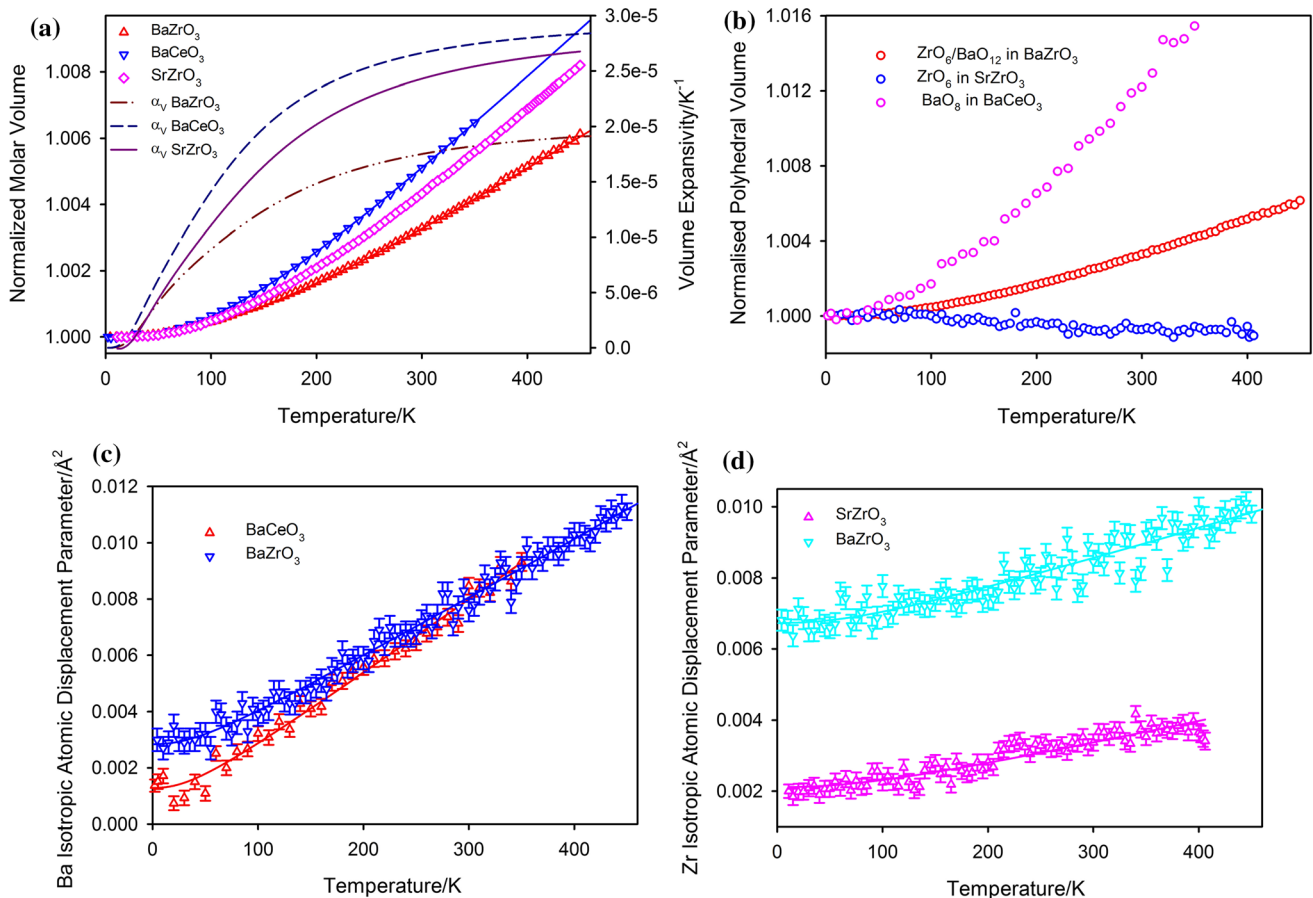 (a)
BaZrO3
BaCeO3
SrZrO3
αV BaZrO3
αV BaCeO3
αV SrZrO3
Normalized Molar Volume
1.008
1.006
1.004
1.002
1.000
3.0e-5
2.5e-5
2.0e-5
1.5e-5
1.0e-5
5.0e-6
0.0
Volume Expansivity/K-1
0 100 200 300 400
Temperature/K
(b)
ZrO6/BaO12 in BaZrO3
ZrO6 in SrZrO3
BaO8 in BaCeO3
Normalised Polyhedral Volume
1.016
1.012
1.008
1.004
1.000
0 100 200 300 400
Temperature/K
(c)
BaCeO3
BaZrO3
Ba Isotropic Atomic Displacement Parameter/Å2
0.012
0.010
0.008
0.006
0.004
0.002
0.000
0 100 200 300 400
Temperature/K
(d)
SrZrO3
BaZrO3
Zr Isotropic Atomic Displacement Parameter/Å2
0.010
0.008
0.006
0.004
0.002
0 100 200 300 400
Temperature/K